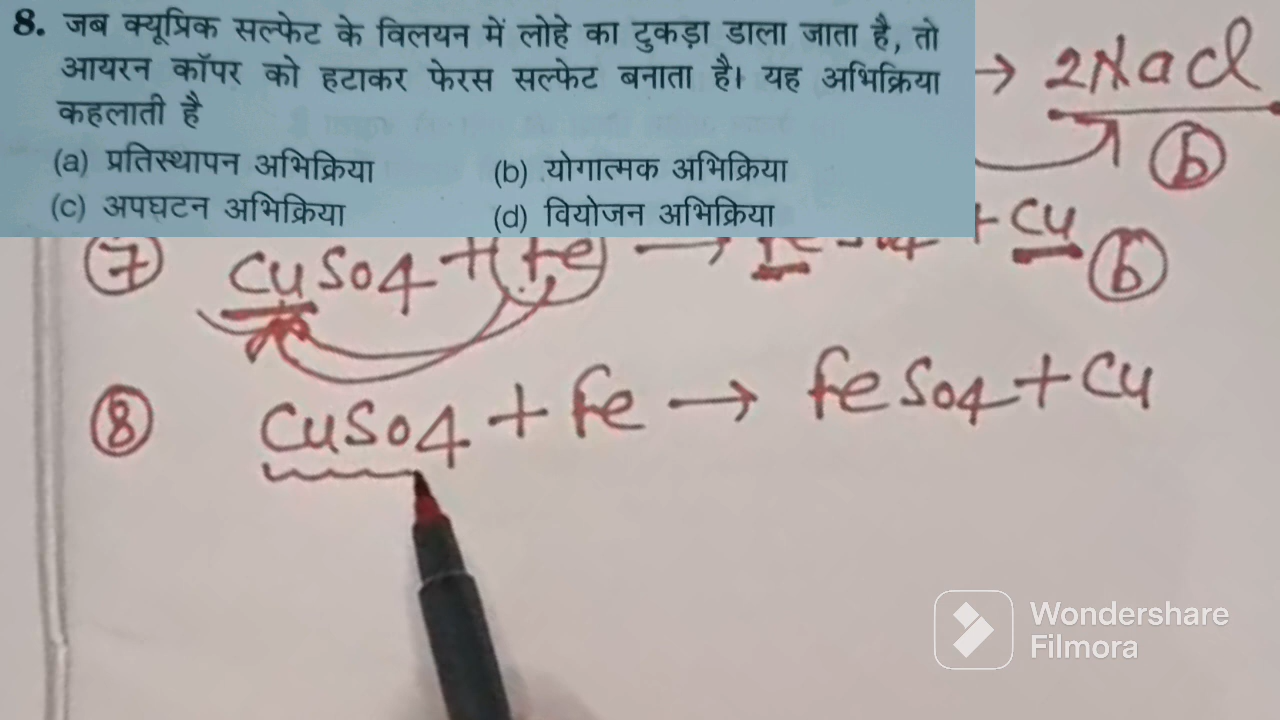 8. जब क्यूप्रिक सल्फेट के विलयन में लोहे का टुकड़ा डाला जाता है, तो
आयरन कॉपर को हटाकर फेरस सल्फेट बनाता है। यह अभिक्रिया
कहलाती है
(a) प्रतिस्थापन अभिक्रिया (b) योगात्मक अभिक्रिया
(c) अपघटन अभिक्रिया (d) वियोजन अभिक्रिया
→ 2NaCl
(b)
(7) CuSO4 + (Fe) → + Cu (b)
(8) CuSO4 + Fe → FeSO4 + Cu
Wondershare
Filmora